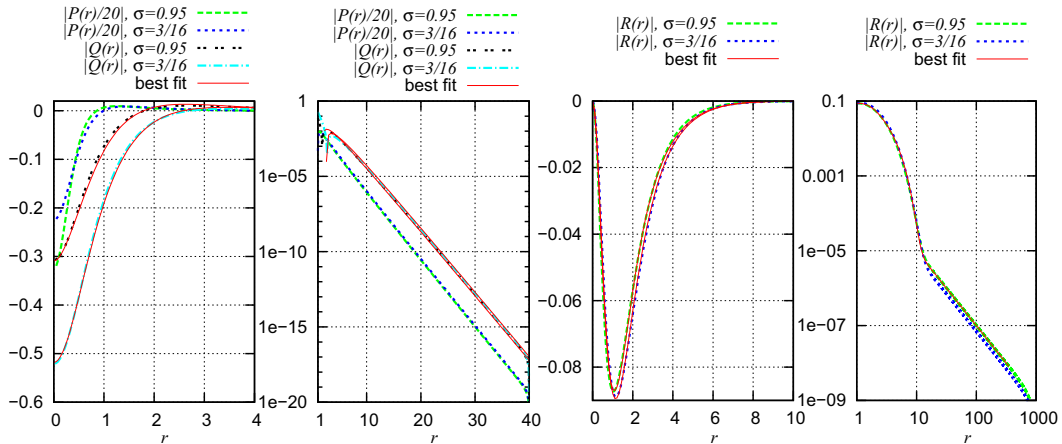 |P(r)/20|, σ=0.95
|P(r)/20|, σ=3/16
|Q(r)|, σ=0.95
|Q(r)|, σ=3/16
best fit
0
−0.1
−0.2
−0.3
−0.4
−0.5
−0.6
0
1
2
3
4
r
|P(r)/20|, σ=0.95
|P(r)/20|, σ=3/16
|Q(r)|, σ=0.95
|Q(r)|, σ=3/16
best fit
1
1e−05
1e−10
1e−15
1e−20
1
10
20
30
40
r
|R(r)|, σ=0.95
|R(r)|, σ=3/16
best fit
0
−0.02
−0.04
−0.06
−0.08
0
2
4
6
8
10
r
|R(r)|, σ=0.95
|R(r)|, σ=3/16
best fit
0.1
0.001
1e−05
1e−07
1e−09
1
10
100
1000
r